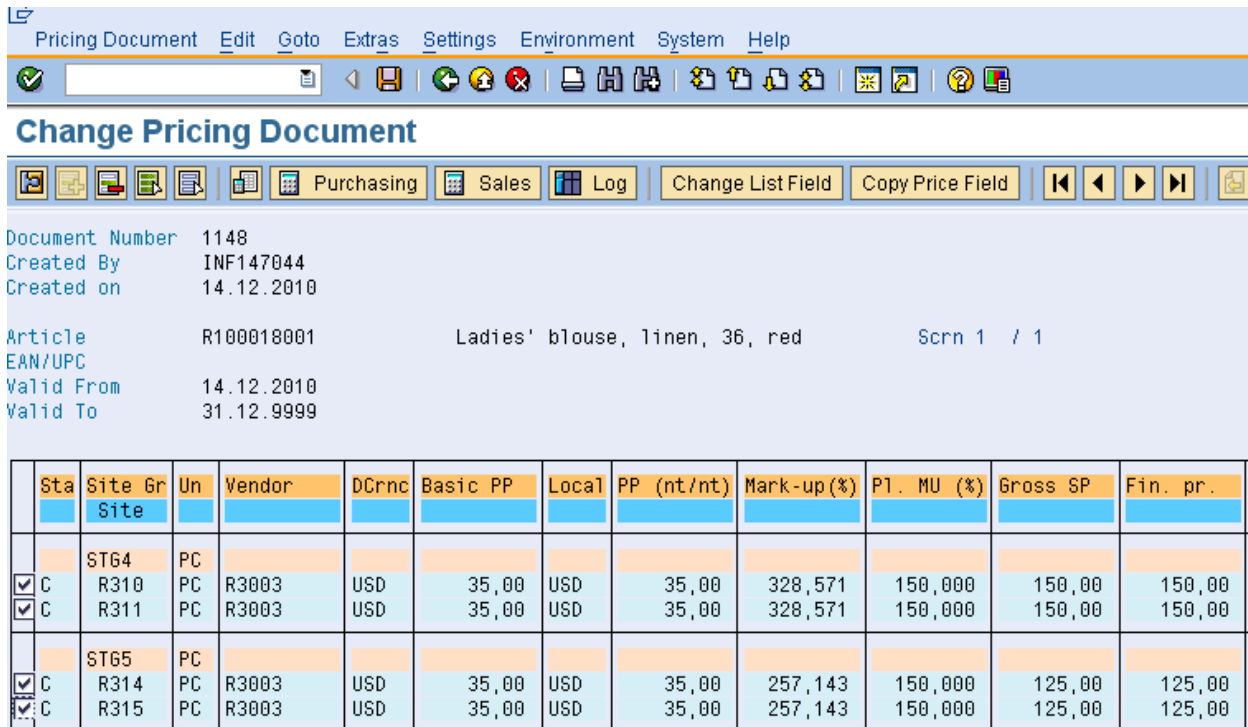 Pricing Document Edit Goto Extras Settings Environment System Help
Change Pricing Document
Purchasing Sales Log Change List Field Copy Price Field
Document Number 1148
Created By INF147044
Created on 14.12.2010
Article R100018001 Ladies' blouse, linen, 36, red Scrn 1 / 1
EAN/UPC
Valid From 14.12.2010
Valid To 31.12.9999
Sta Site Gr Un Vendor DCrnc Basic PP Local PP (nt/nt) Mark-up(%) Pl. MU (%) Gross SP Fin. pr.
Site
STG4 PC
C R310 PC R3003 USD 35,00 USD 35,00 328,571 150,000 150,00 150,00
C R311 PC R3003 USD 35,00 USD 35,00 328,571 150,000 150,00 150,00
STG5 PC
C R314 PC R3003 USD 35,00 USD 35,00 257,143 150,000 125,00 125,00
C R315 PC R3003 USD 35,00 USD 35,00 257,143 150,000 125,00 125,00